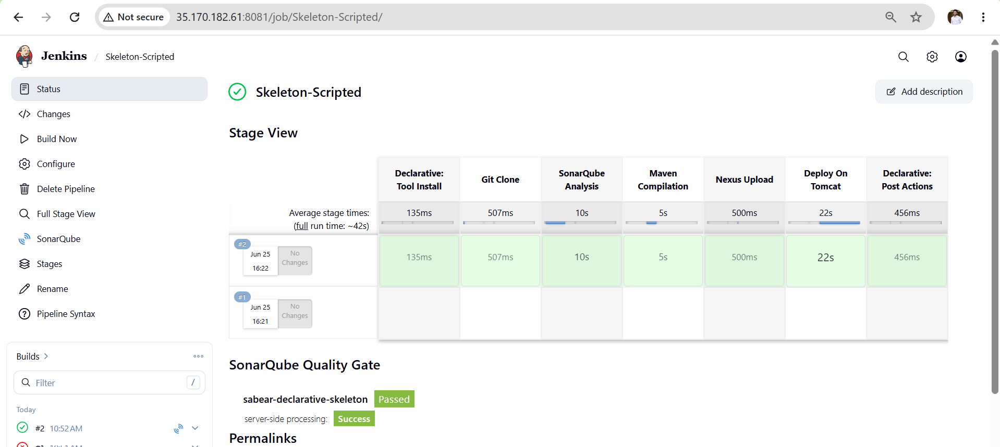 Not secure
35.170.182.61:8081/job/Skeleton-Scripted/
Jenkins / Skeleton-Scripted
Status
Changes
Build Now
Configure
Delete Pipeline
Full Stage View
SonarQube
Stages
Rename
Pipeline Syntax
Builds
Filter
/
Today
#2 10:52 AM
#1
Skeleton-Scripted
Add description
Stage View
Declarative: Tool Install
Git Clone
SonarQube Analysis
Maven Compilation
Nexus Upload
Deploy On Tomcat
Declarative: Post Actions
Average stage times:
(full run time: ~42s)
135ms 507ms 10s 5s 500ms 22s 456ms
#2
Jun 25
16:22
No Changes
135ms 507ms 10s 5s 500ms 22s 456ms
#1
Jun 25
16:21
No Changes
SonarQube Quality Gate
sabear-declarative-skeleton Passed
server-side processing: Success
Permalinks